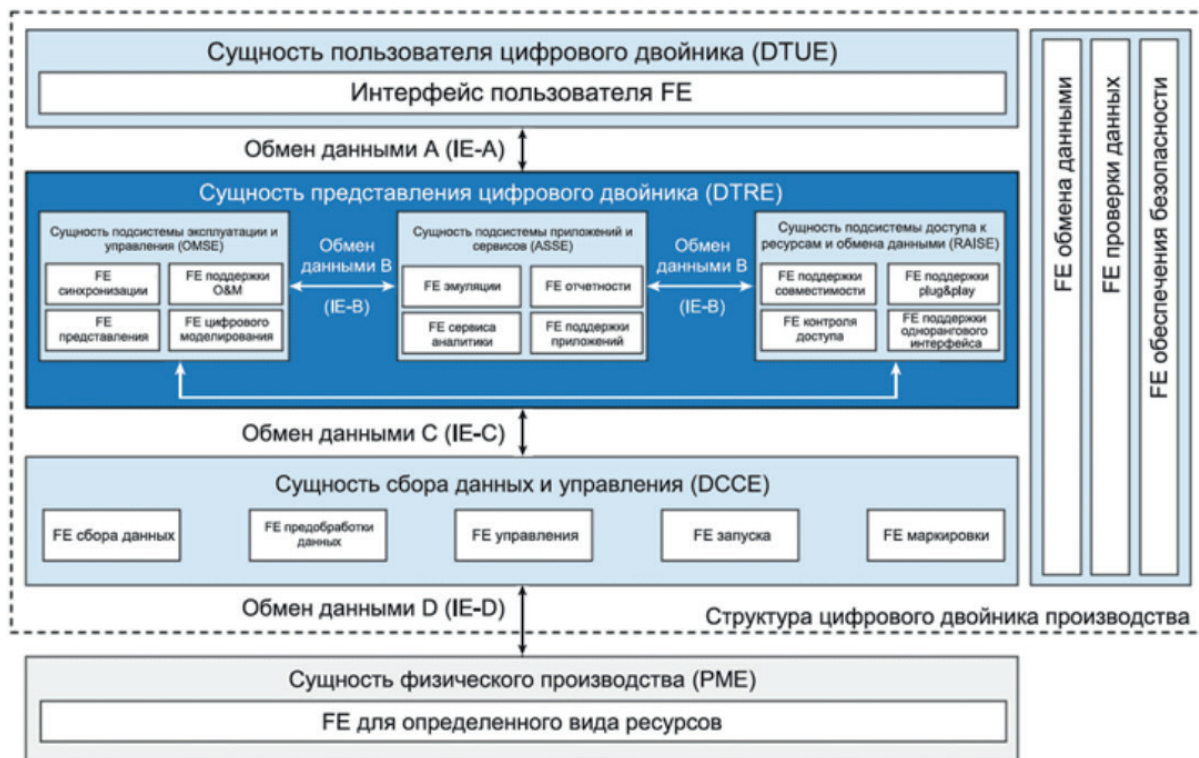 Сущность пользователя цифрового двойника (DTUE)
Интерфейс пользователя FE
Обмен данными A (IE-A)
Сущность представления цифрового двойника (DTRE)
Сущность подсистемы эксплуатации и
управления (OMSE)
FE
синхронизации
FE поддержки
O&M
FE
представления
FE цифрового
моделирования
Обмен
данными B
(IE-B)
Сущность подсистемы приложений и
сервисов (ASSE)
FE эмуляции
FE отчетности
FE сервиса
аналитики
FE поддержки
приложений
Обмен
данными B
(IE-B)
Сущность подсистемы доступа к
ресурсам и обмена данными (RAISE)
FE поддержки
совместимости
FE поддержки
plug&play
FE контроля
доступа
FE поддержки
однорангового
интерфейса
Обмен данными C (IE-C)
Сущность сбора данных и управления (DCCE)
FE сбора данных
FE предобработки
данных
FE управления
FE запуска
FE маркировки
Обмен данными D (IE-D)
FE обмена данными
FE проверки данных
FE обеспечения безопасности
Структура цифрового двойника производства
Сущность физического производства (PME)
FE для определенного вида ресурсов